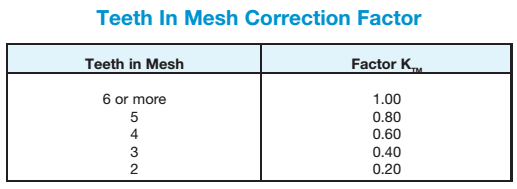 Teeth In Mesh Correction Factor
Teeth in Mesh Factor K™
6 or more 1.00
5 0.80
4 0.60
3 0.40
2 0.20